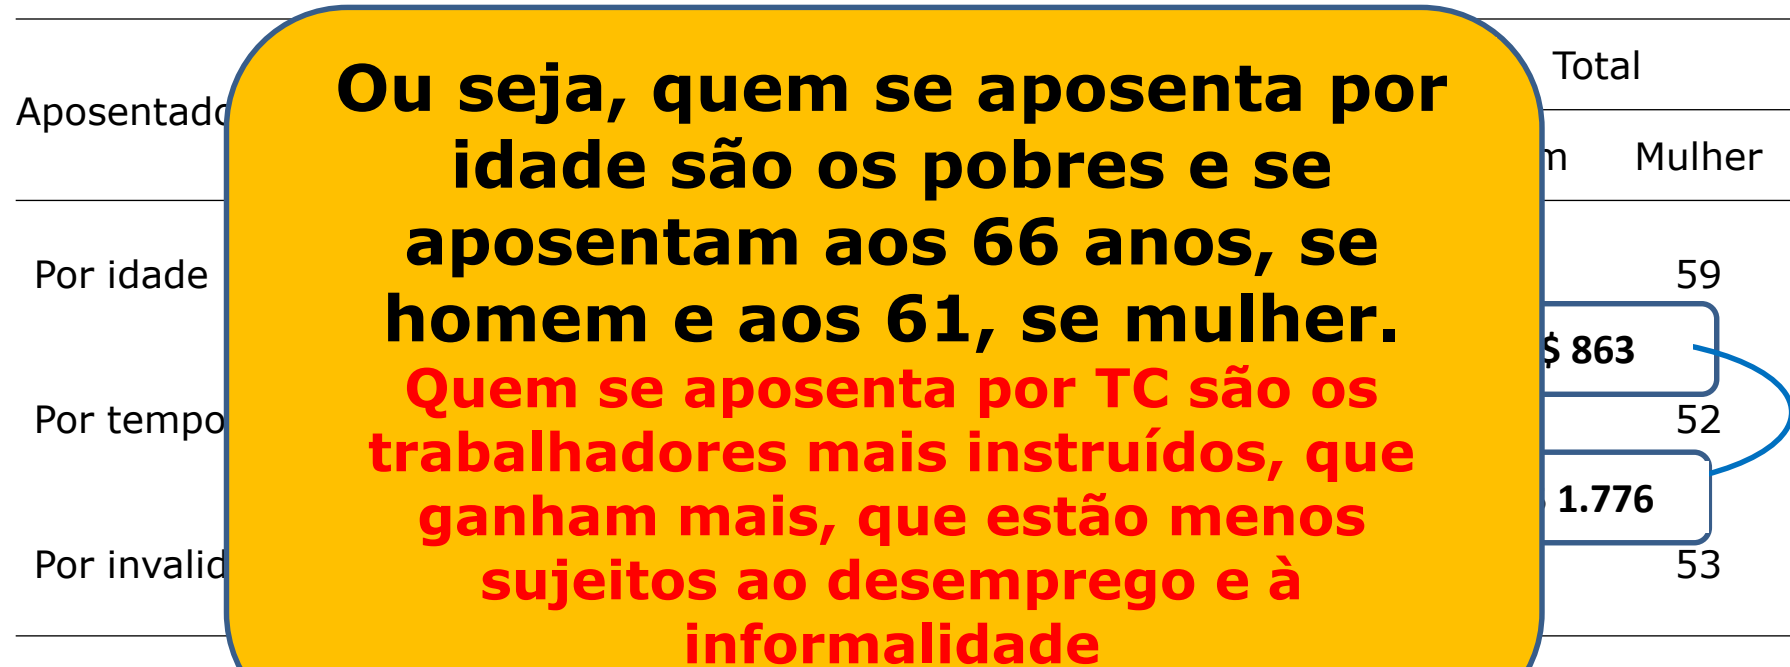 Total
Mulher
Por idade
59
Ou seja, quem se aposenta por
idade são os pobres e se
aposentam aos 66 anos, se
homem e aos 61, se mulher.
Quem se aposenta por TC são os
trabalhadores mais instruídos, que
ganham mais, que estão menos
sujeitos ao desemprego e à
informalidade
$ 863
Por tempo
52
1.776
Por
53